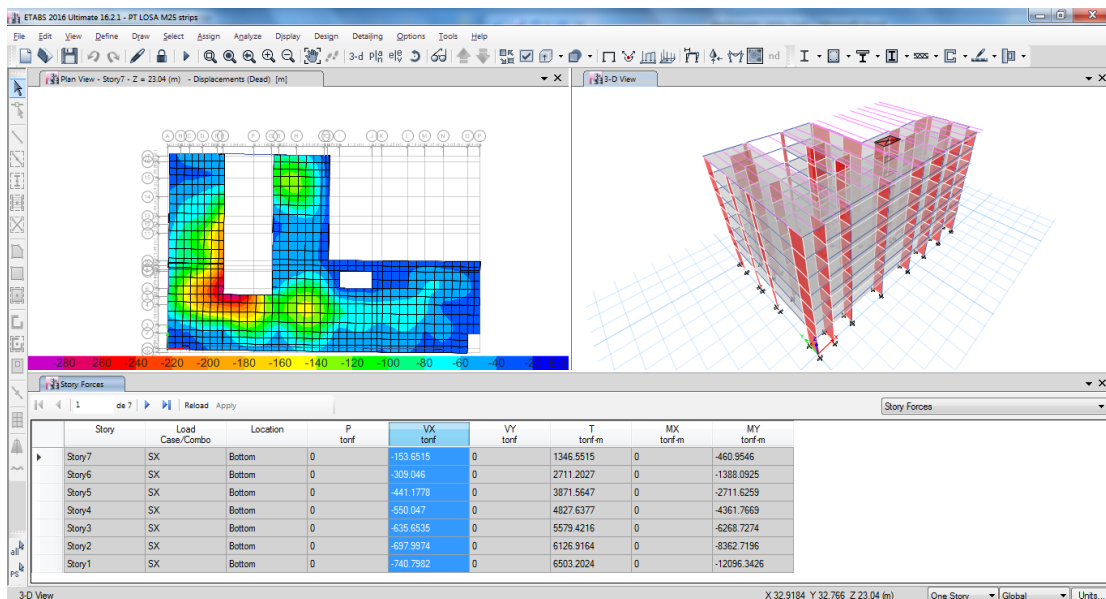 ETABS 2016 Ultimate 16.2.1 - PT LOSA M25 strips
File Edit View Define Draw Select Assign Analyze Display Design Detailing Options Tools Help
3-d nd
Plan View - Story7 - Z = 23.04 (m) - Displacements (Dead) [m]
3-D View
-280 -260 -240 -220 -200 -180 -160 -140 -120 -100 -80 -60 -40
Story Forces
1 de 7 Reload Apply
Story Forces
Story Load Case/Combo Location P tonf VX tonf VY tonf T tonf-m MX tonf-m MY tonf-m
Story7 SX Bottom 0 -153.6515 0 1346.5515 0 -460.9546
Story6 SX Bottom 0 -309.046 0 2711.2027 0 -1388.0925
Story5 SX Bottom 0 -441.1778 0 3871.5647 0 -2711.6259
Story4 SX Bottom 0 -550.047 0 4827.6377 0 -4361.7669
Story3 SX Bottom 0 -635.6535 0 5579.4216 0 -6268.7274
Story2 SX Bottom 0 -697.9974 0 6126.9164 0 -8362.7196
Story1 SX Bottom 0 -740.7982 0 6503.2024 0 -12096.3426
all
PS
3-D View X 32.9184 Y 32.766 Z 23.04 (m) One Story Global Units...